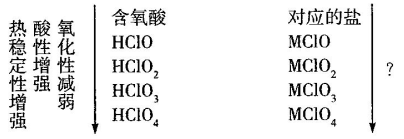 热稳定性增强
酸性增强
氧化性减弱
含氧酸
HClO
HClO₂
HClO₃
HClO₄
对应的盐
MClO
MClO₂
MClO₃
MClO₄
?